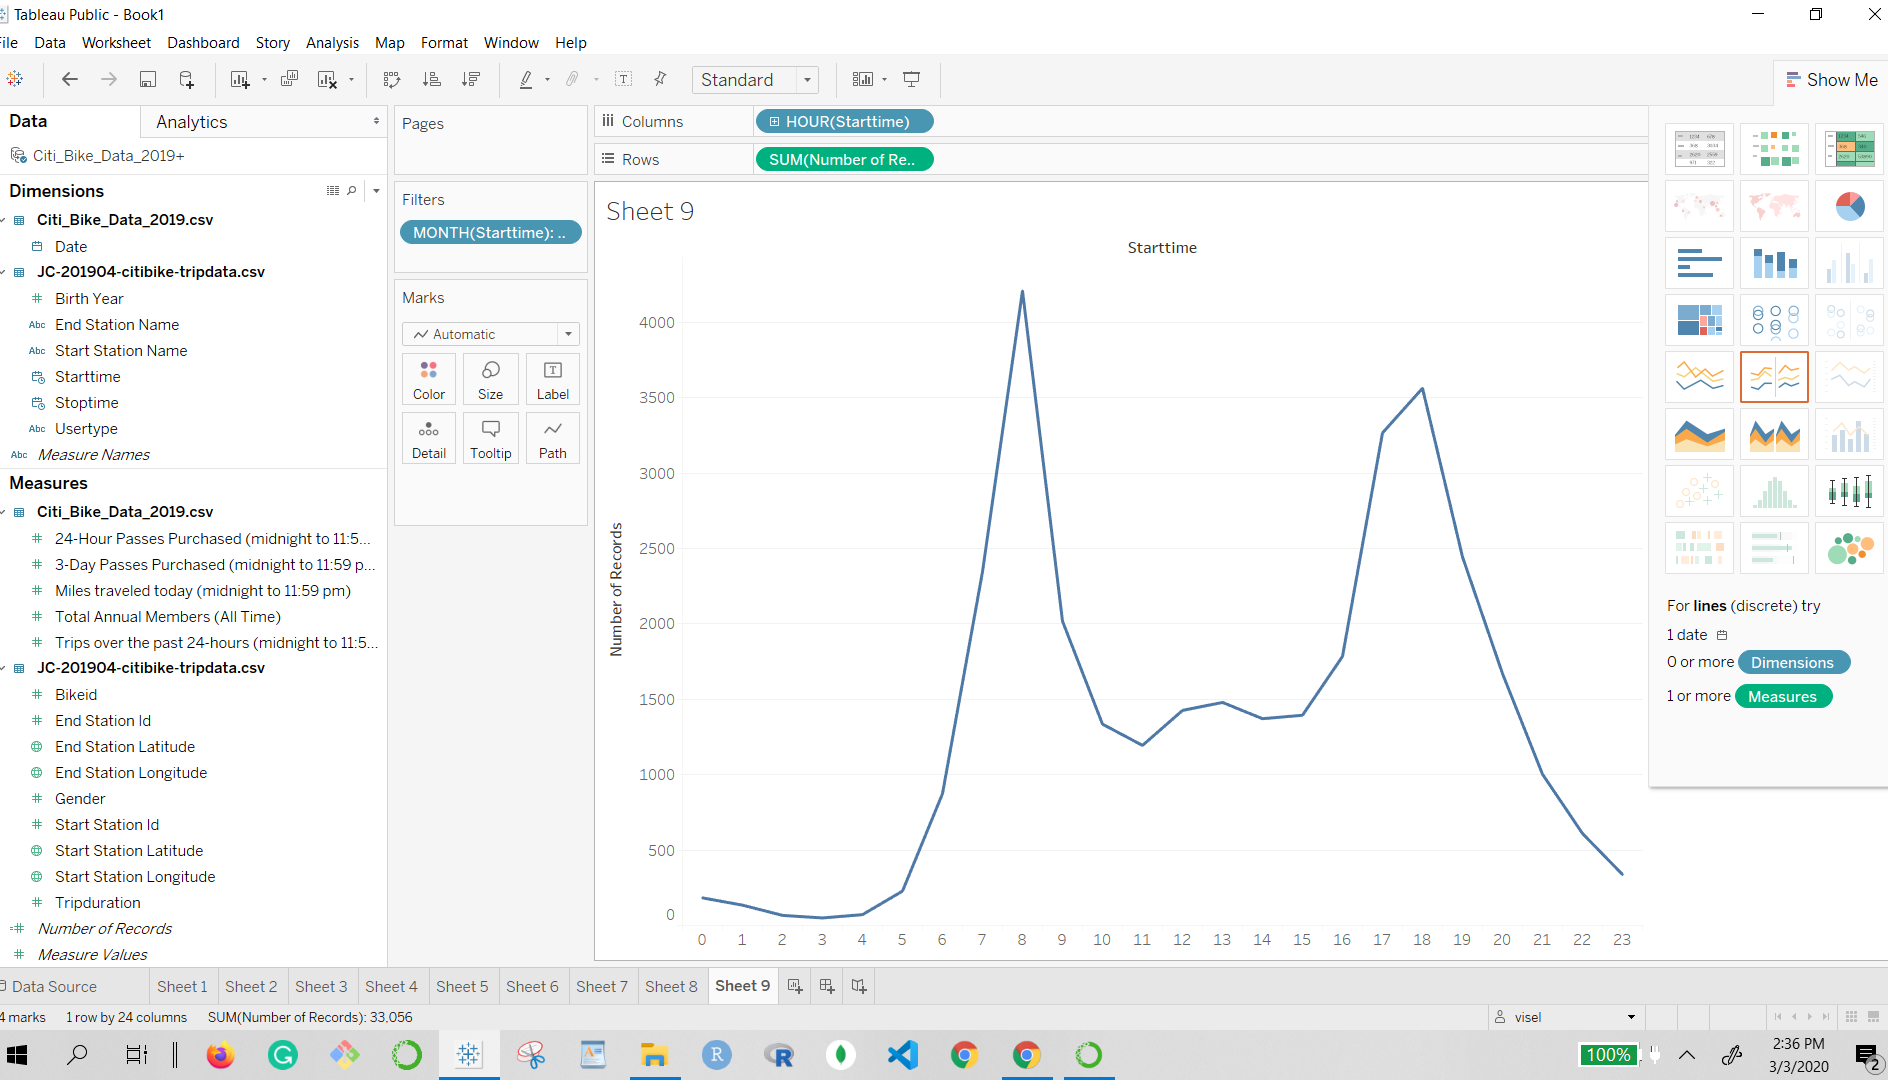 Tableau Public - Book1
File Data Worksheet Dashboard Story Analysis Map Format Window Help
Standard
Show Me
Data
Analytics
Citi_Bike_Data_2019+
Dimensions
Citi_Bike_Data_2019.csv
Date
JC-201904-citibike-tripdata.csv
# Birth Year
Abc End Station Name
Abc Start Station Name
Starttime
Stoptime
Abc Usertype
Abc Measure Names
Measures
Citi_Bike_Data_2019.csv
# 24-Hour Passes Purchased (midnight to 11:5...
# 3-Day Passes Purchased (midnight to 11:59 p...
# Miles traveled today (midnight to 11:59 pm)
# Total Annual Members (All Time)
# Trips over the past 24-hours (midnight to 11:5...
JC-201904-citibike-tripdata.csv
# Bikeid
# End Station Id
End Station Latitude
End Station Longitude
# Gender
# Start Station Id
Start Station Latitude
Start Station Longitude
# Tripduration
=# Number of Records
# Measure Values
Pages
Filters
MONTH(Starttime): ..
Marks
Automatic
Color Size Label
Detail Tooltip Path
Columns
HOUR(Starttime)
Rows
SUM(Number of Re..
Sheet 9
Starttime
Number of Records
4000
3500
3000
2500
2000
1500
1000
500
0
0 1 2 3 4 5 6 7 8 9 10 11 12 13 14 15 16 17 18 19 20 21 22 23
For lines (discrete) try
1 date
0 or more Dimensions
1 or more Measures
Data Source Sheet 1 Sheet 2 Sheet 3 Sheet 4 Sheet 5 Sheet 6 Sheet 7 Sheet 8 Sheet 9
4 marks 1 row by 24 columns SUM(Number of Records): 33,056
visel
100%
2:36 PM
3/3/2020
2